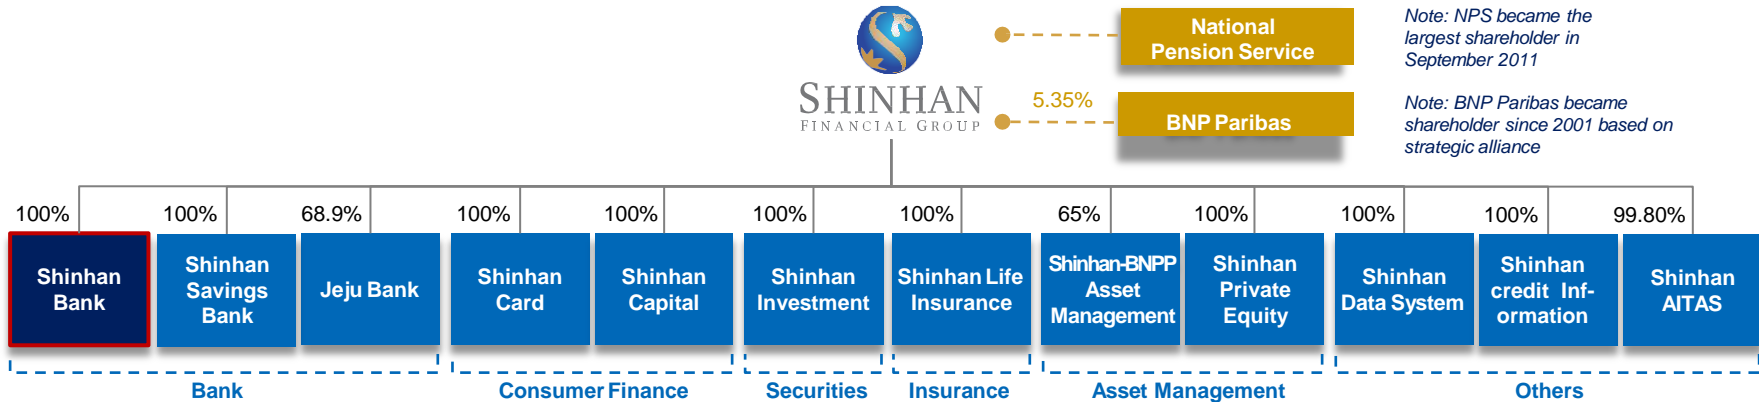 SHINHAN
FINANCIAL GROUP
National
Pension Service
Note: NPS became the
largest shareholder in
September 2011
5.35%
BNP Paribas
Note: BNP Paribas became
shareholder since 2001 based on
strategic alliance
100%
100%
68.9%
100%
100%
100%
100%
65%
100%
100%
100%
99.80%
Shinhan
Bank
Shinhan
Savings
Bank
Jeju Bank
Shinhan
Card
Shinhan
Capital
Shinhan
Investment
Shinhan Life
Insurance
Shinhan-BNPP
Asset
Management
Shinhan
Private
Equity
Shinhan
Data System
Shinhan
credit Inf-
ormation
Shinhan
AITAS
Bank
Consumer Finance
Securities
Insurance
Asset Management
Others